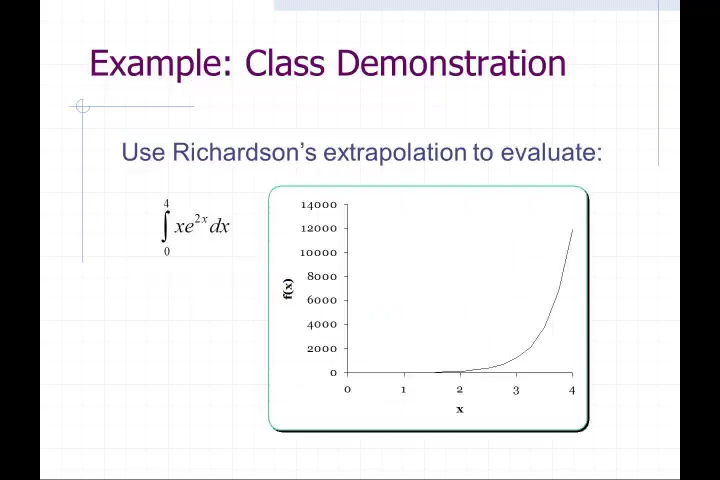 Example: Class Demonstration
Use Richardson's extrapolation to evaluate:
4
∫ xe^{2x} dx
0
14000
12000
10000
8000
6000
4000
2000
0
f(x)
0 1 2 3 4
x